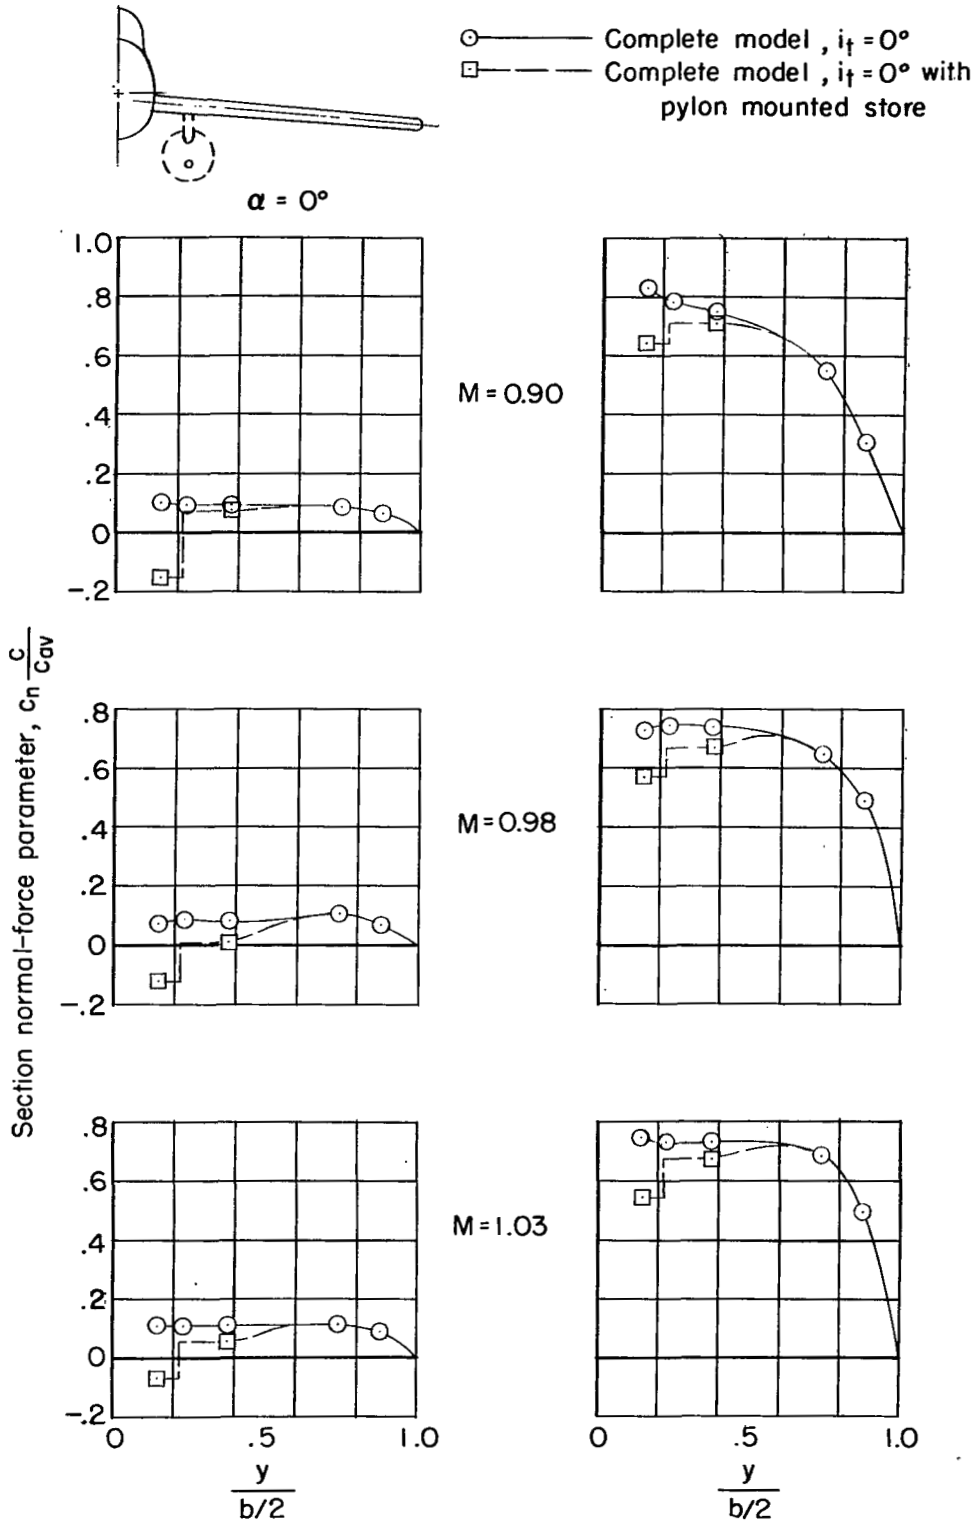 Complete model, it = 0°
Complete model, it = 0° with
pylon mounted store
α = 0°
1.0
.8
.6
.4
.2
0
-.2
M = 0.90
Section normal-force parameter, cn c/cav
.8
.6
.4
.2
0
-.2
M = 0.98
.8
.6
.4
.2
0
-.2
M = 1.03
0 .5 1.0
0 .5 1.0
y
b/2
y
b/2